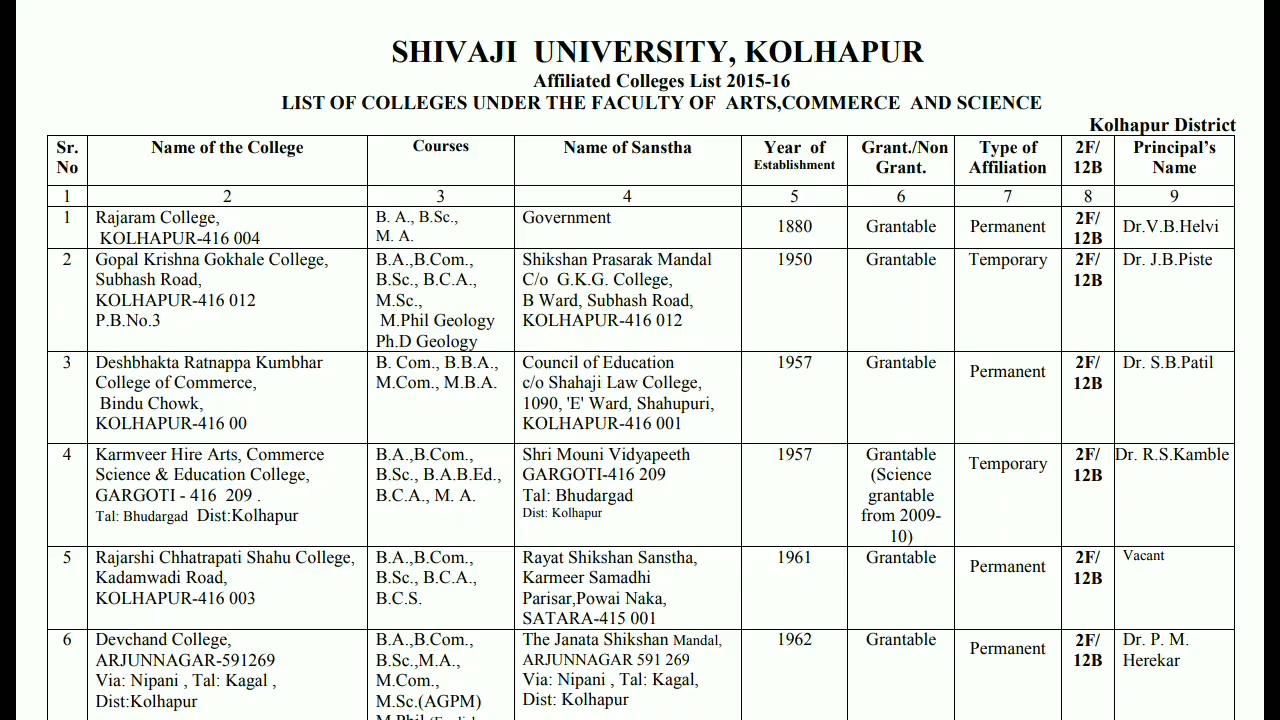 SHIVAJI UNIVERSITY, KOLHAPUR
Affiliated Colleges List 2015-16
LIST OF COLLEGES UNDER THE FACULTY OF ARTS,COMMERCE AND SCIENCE
Kolhapur District
Sr. No
Name of the College
Courses
Name of Sanstha
Year of Establishment
Grant./Non Grant.
Type of Affiliation
2F/ 12B
Principal's Name
1 2 3 4 5 6 7 8 9
1
Rajaram College,
KOLHAPUR-416 004
B. A., B.Sc.,
M. A.
Government
1880
Grantable
Permanent
2F/
12B
Dr.V.B.Helvi
2
Gopal Krishna Gokhale College,
Subhash Road,
KOLHAPUR-416 012
P.B.No.3
B.A.,B.Com.,
B.Sc., B.C.A.,
M.Sc.,
M.Phil Geology
Ph.D Geology
Shikshan Prasarak Mandal
C/o G.K.G. College,
B Ward, Subhash Road,
KOLHAPUR-416 012
1950
Grantable
Temporary
2F/
12B
Dr. J.B.Piste
3
Deshbhakta Ratnappa Kumbhar
College of Commerce,
Bindu Chowk,
KOLHAPUR-416 00
B. Com., B.B.A.,
M.Com., M.B.A.
Council of Education
c/o Shahaji Law College,
1090, 'E' Ward, Shahupuri,
KOLHAPUR-416 001
1957
Grantable
Permanent
2F/
12B
Dr. S.B.Patil
4
Karmveer Hire Arts, Commerce
Science & Education College,
GARGOTI - 416 209 .
Tal: Bhudargad Dist:Kolhapur
B.A.,B.Com.,
B.Sc., B.A.B.Ed.,
B.C.A., M. A.
Shri Mouni Vidyapeeth
GARGOTI-416 209
Tal: Bhudargad
Dist: Kolhapur
1957
Grantable
(Science
grantable
from 2009-
10)
Temporary
2F/
12B
Dr. R.S.Kamble
5
Rajarshi Chhatrapati Shahu College,
Kadamwadi Road,
KOLHAPUR-416 003
B.A.,B.Com.,
B.Sc., B.C.A.,
B.C.S.
Rayat Shikshan Sanstha,
Karmeer Samadhi
Parisar,Powai Naka,
SATARA-415 001
1961
Grantable
Permanent
2F/
12B
Vacant
6
Devchand College,
ARJUNNAGAR-591269
Via: Nipani , Tal: Kagal ,
Dist:Kolhapur
B.A.,B.Com.,
B.Sc.,M.A.,
M.Com.,
M.Sc.(AGPM)
The Janata Shikshan Mandal,
ARJUNNAGAR 591 269
Via: Nipani , Tal: Kagal,
Dist: Kolhapur
1962
Grantable
Permanent
2F/
12B
Dr. P. M.
Herekar